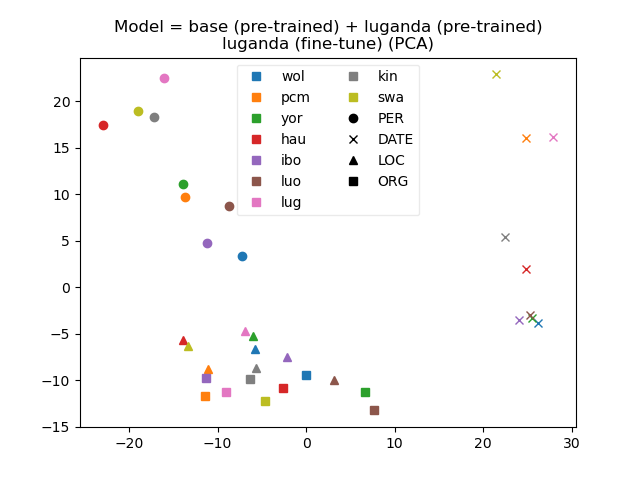 Model = base (pre-trained) + luganda (pre-trained)
luganda (fine-tune) (PCA)
wol
pcm
yor
hau
ibo
luo
lug
kin
swa
PER
DATE
LOC
ORG
20
15
10
5
0
−5
−10
−15
−20
−10
0
10
20
30